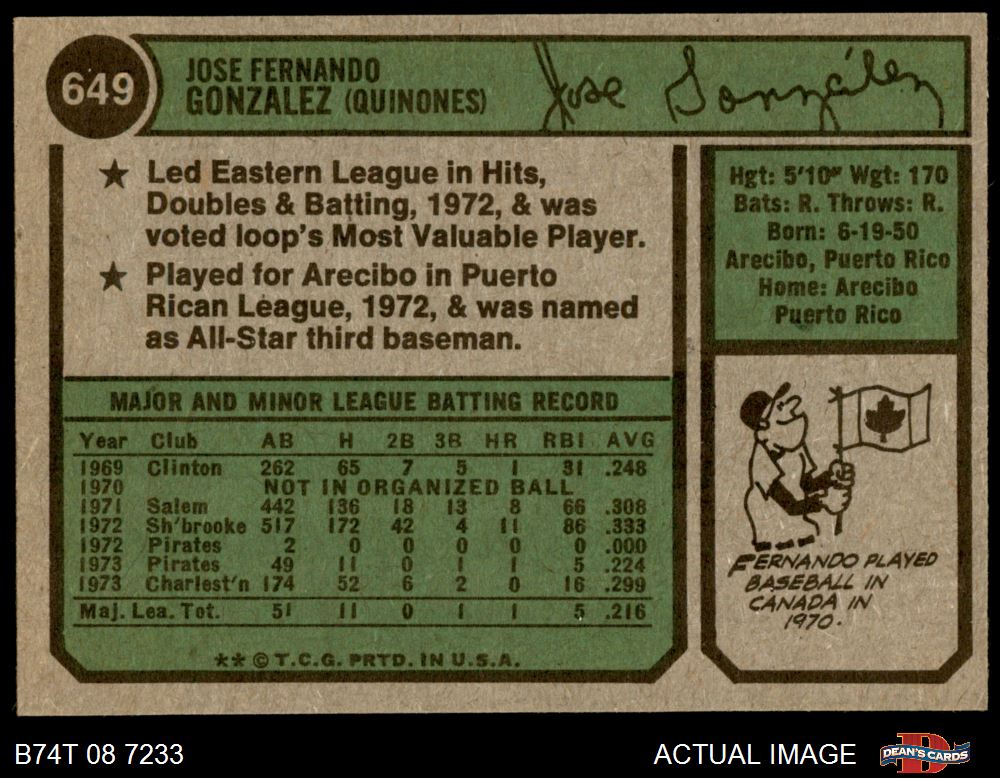 649
JOSE FERNANDO
GONZALEZ (QUINONES)
Jose González
★ Led Eastern League in Hits,
Doubles & Batting, 1972, & was
voted loop's Most Valuable Player.
★ Played for Arecibo in Puerto
Rican League, 1972, & was named
as All-Star third baseman.
Hgt: 5'10" Wgt: 170
Bats: R. Throws: R.
Born: 6-19-50
Arecibo, Puerto Rico
Home: Arecibo
Puerto Rico
MAJOR AND MINOR LEAGUE BATTING RECORD
Year Club AB H 2B 3B HR RBI AVG
1969 Clinton 262 65 7 5 1 31 .248
1970 NOT IN ORGANIZED BALL
1971 Salem 442 136 18 13 8 66 .308
1972 Sh'brooke 517 172 42 4 11 86 .333
1972 Pirates 2 0 0 0 0 0 .000
1973 Pirates 49 11 0 1 1 5 .224
1973 Charlest'n 174 52 6 2 0 16 .299
Maj. Lea. Tot. 51 11 0 1 1 5 .216
** © T.C.G. PRTD. IN U.S.A.
FERNANDO PLAYED
BASEBALL IN
CANADA IN
1970.
B74T 08 7233
ACTUAL IMAGE
DEAN'S CARDS